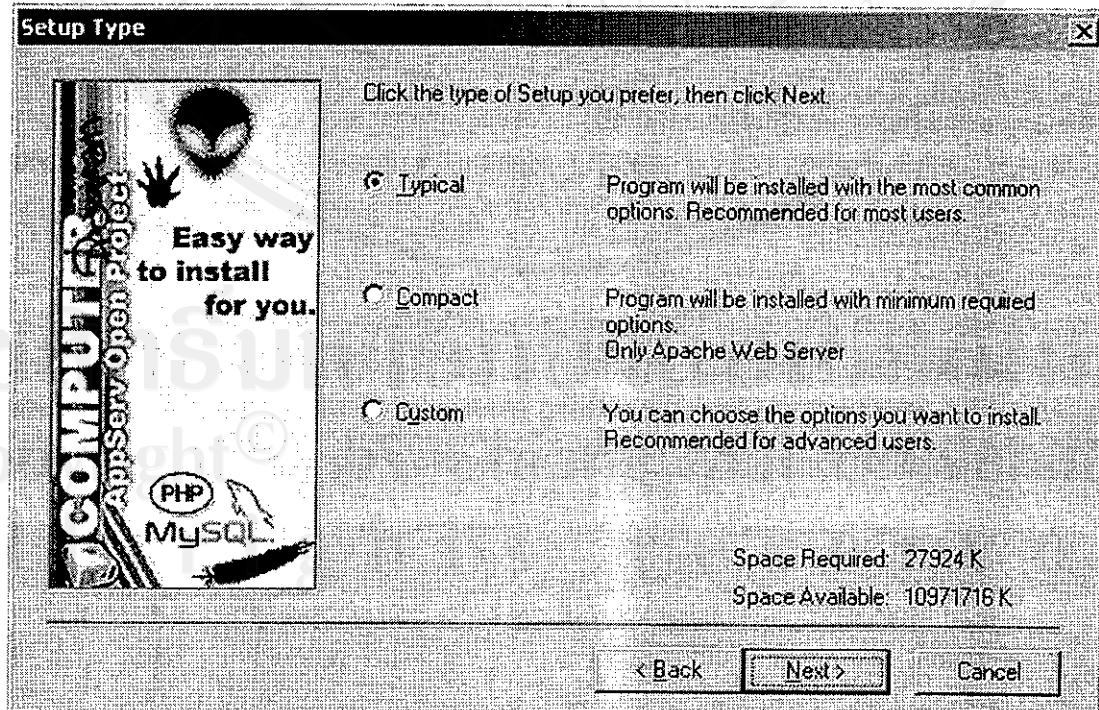 Setup Type
Click the type of Setup you prefer, then click Next.
COMPUTER
AppServ Open Project
Easy way
to install
for you.
PHP
MySQL
Typical
Program will be installed with the most common
options. Recommended for most users.
Compact
Program will be installed with minimum required
options.
Only Apache Web Server
Custom
You can choose the options you want to install.
Recommended for advanced users.
Space Required: 27924 K
Space Available: 10971716 K
< Back
Next >
Cancel